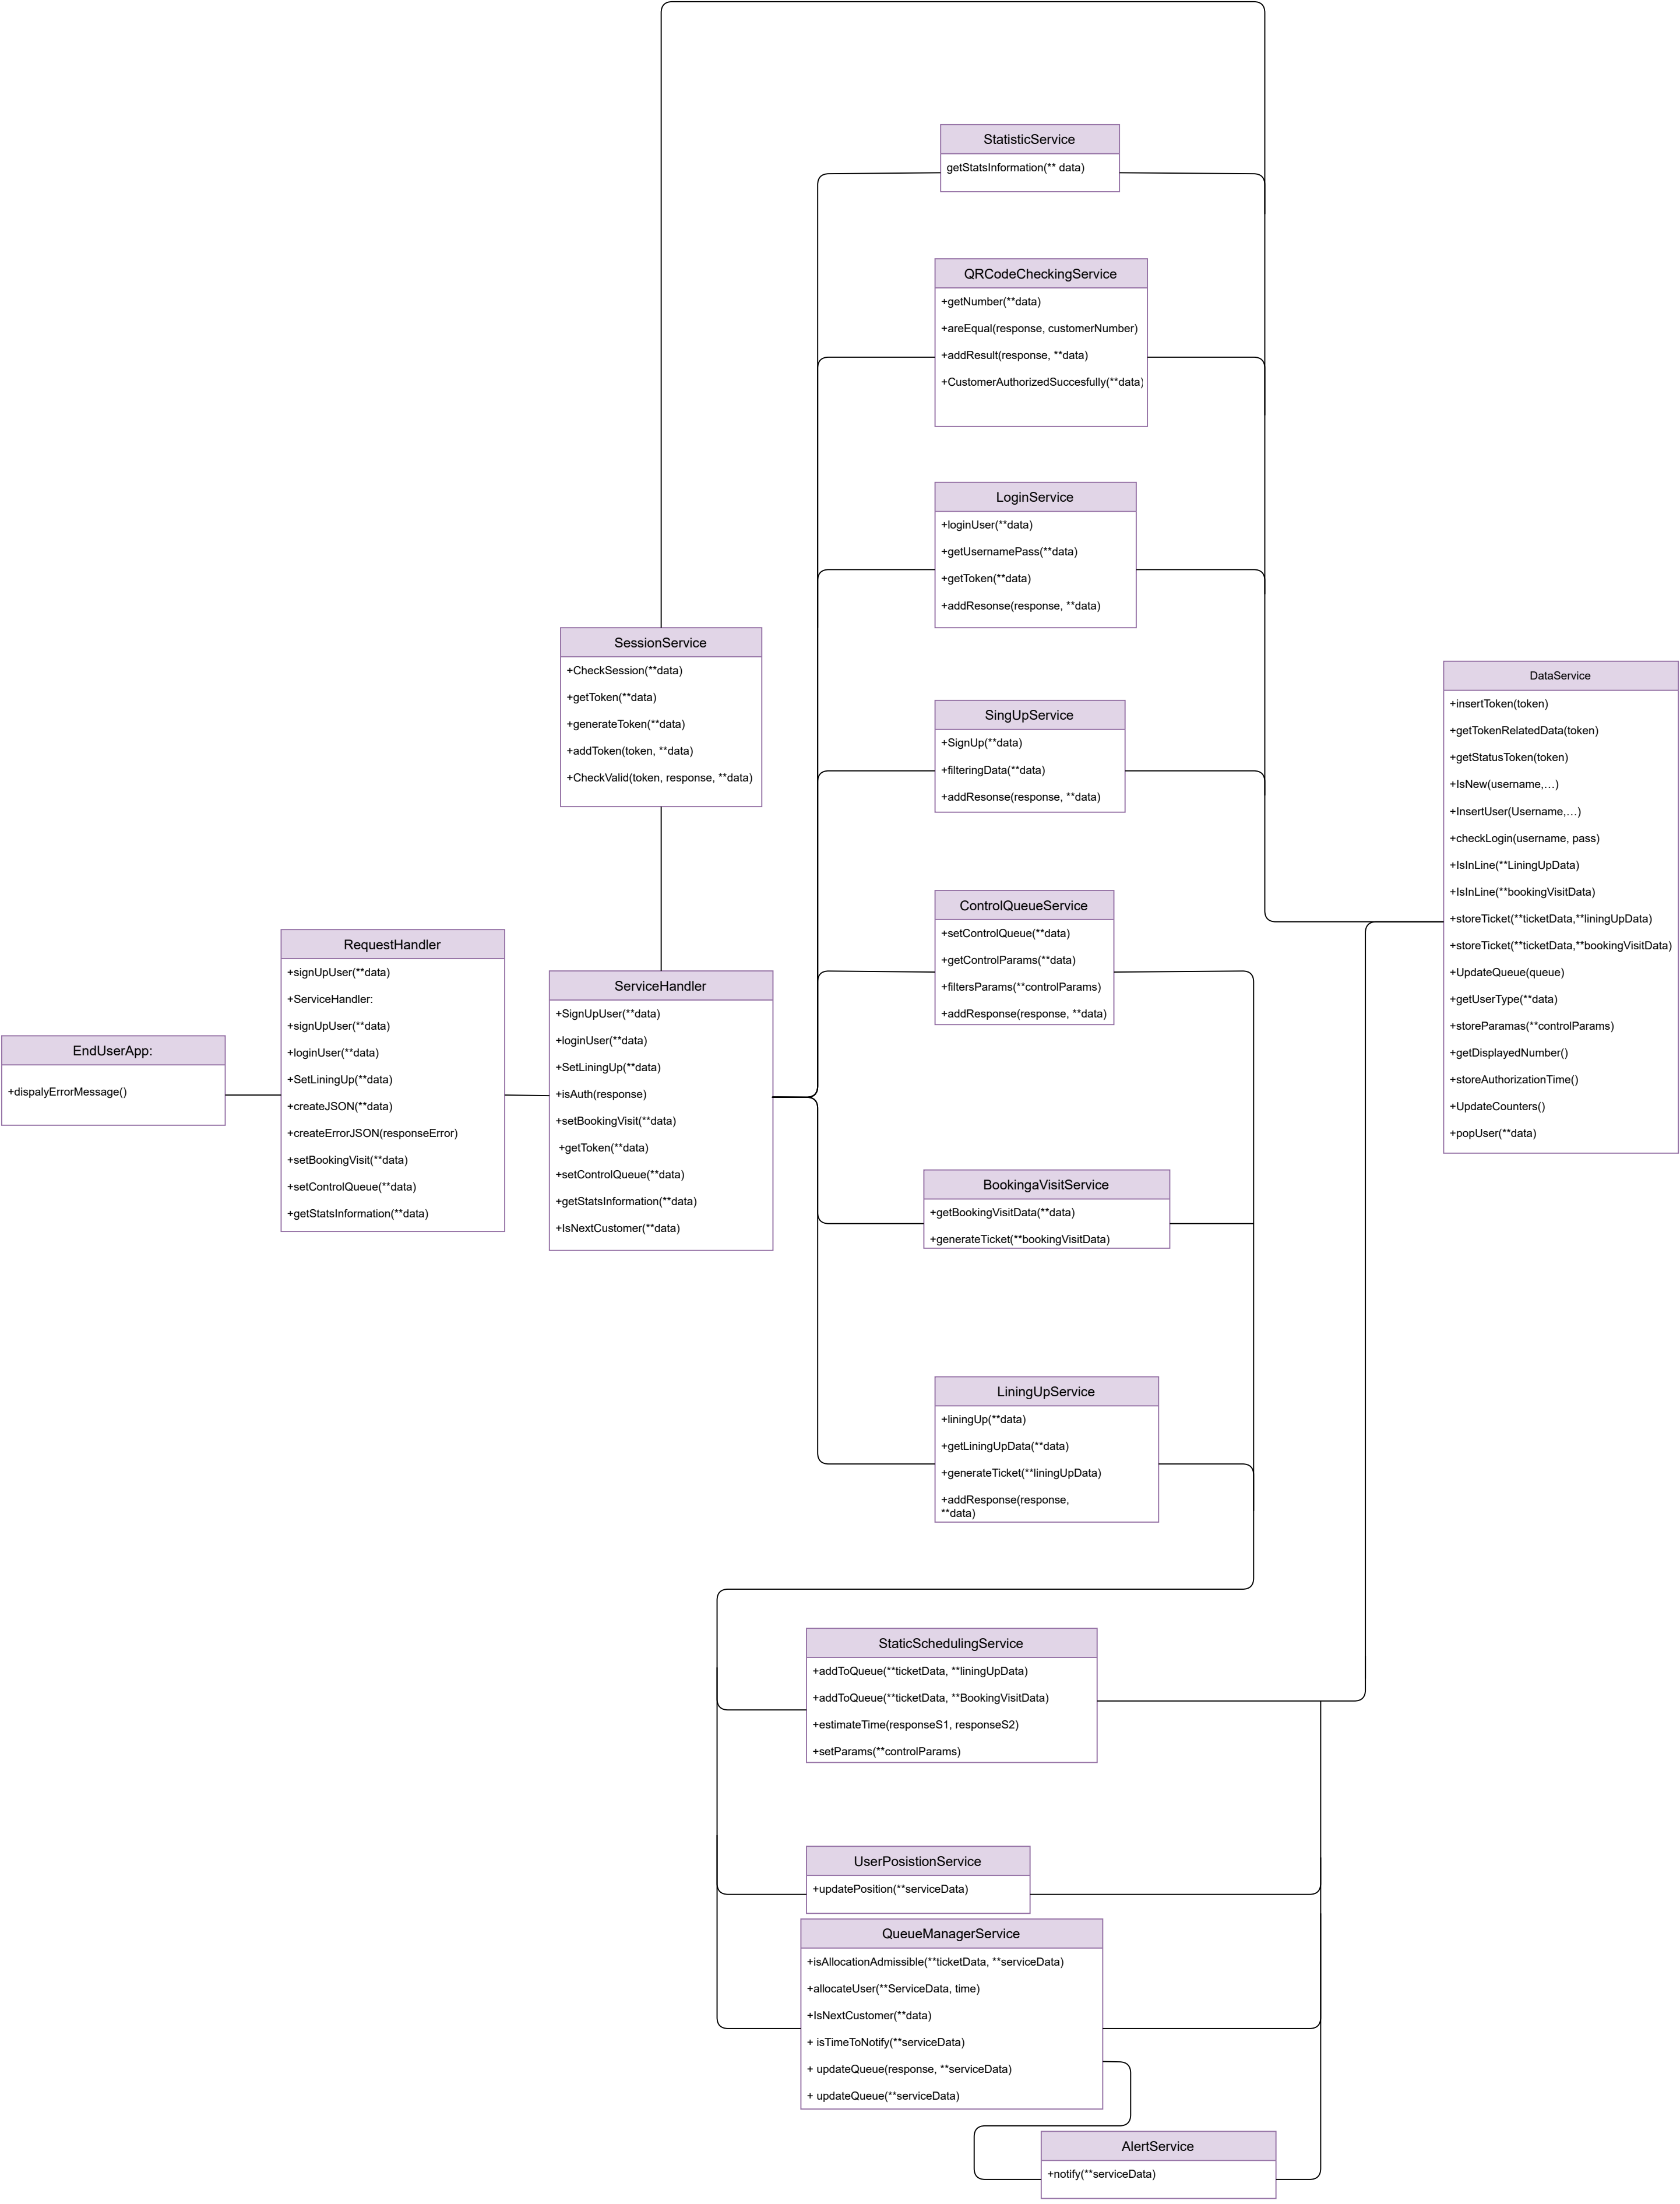 StatisticService
getStatsInformation(** data)
QRCodeCheckingService
+getNumber(**data)
+areEqual(response, customerNumber)
+addResult(response, **data)
+CustomerAuthorizedSuccesfully(**data)
LoginService
+loginUser(**data)
+getUsernamePass(**data)
+getToken(**data)
+addResonse(response, **data)
SessionService
+CheckSession(**data)
+getToken(**data)
+generateToken(**data)
+addToken(token, **data)
+CheckValid(token, response, **data)
SingUpService
+SignUp(**data)
+filteringData(**data)
+addResonse(response, **data)
DataService
+insertToken(token)
+getTokenRelatedData(token)
+getStatusToken(token)
+IsNew(username,…)
+InsertUser(Username,…)
+checkLogin(username, pass)
+IsInLine(**LiningUpData)
+IsInLine(**bookingVisitData)
+storeTicket(**ticketData,**liningUpData)
+storeTicket(**ticketData,**bookingVisitData)
+UpdateQueue(queue)
+getUserType(**data)
+storeParamas(**controlParams)
+getDisplayedNumber()
+storeAuthorizationTime()
+UpdateCounters()
+popUser(**data)
ControlQueueService
+setControlQueue(**data)
+getControlParams(**data)
+filtersParams(**controlParams)
+addResponse(response, **data)
RequestHandler
+signUpUser(**data)
+ServiceHandler:
+signUpUser(**data)
+loginUser(**data)
+SetLiningUp(**data)
+createJSON(**data)
+createErrorJSON(responseError)
+setBookingVisit(**data)
+setControlQueue(**data)
+getStatsInformation(**data)
ServiceHandler
+SignUpUser(**data)
+loginUser(**data)
+SetLiningUp(**data)
+isAuth(response)
+setBookingVisit(**data)
+getToken(**data)
+setControlQueue(**data)
+getStatsInformation(**data)
+IsNextCustomer(**data)
EndUserApp:
+dispalyErrorMessage()
BookingaVisitService
+getBookingVisitData(**data)
+generateTicket(**bookingVisitData)
LiningUpService
+liningUp(**data)
+getLiningUpData(**data)
+generateTicket(**liningUpData)
+addResponse(response,
**data)
StaticSchedulingService
+addToQueue(**ticketData, **liningUpData)
+addToQueue(**ticketData, **BookingVisitData)
+estimateTime(responseS1, responseS2)
+setParams(**controlParams)
UserPosistionService
+updatePosition(**serviceData)
QueueManagerService
+isAllocationAdmissible(**ticketData, **serviceData)
+allocateUser(**ServiceData, time)
+IsNextCustomer(**data)
+ isTimeToNotify(**serviceData)
+ updateQueue(response, **serviceData)
+ updateQueue(**serviceData)
AlertService
+notify(**serviceData)